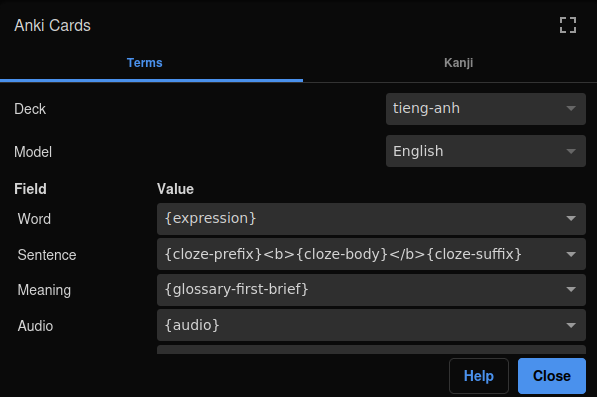 Anki Cards
Terms Kanji
Deck tieng-anh
Model English
Field Value
Word {expression}
Sentence {cloze-prefix}<b>{cloze-body}</b>{cloze-suffix}
Meaning {glossary-first-brief}
Audio {audio}
Help Close